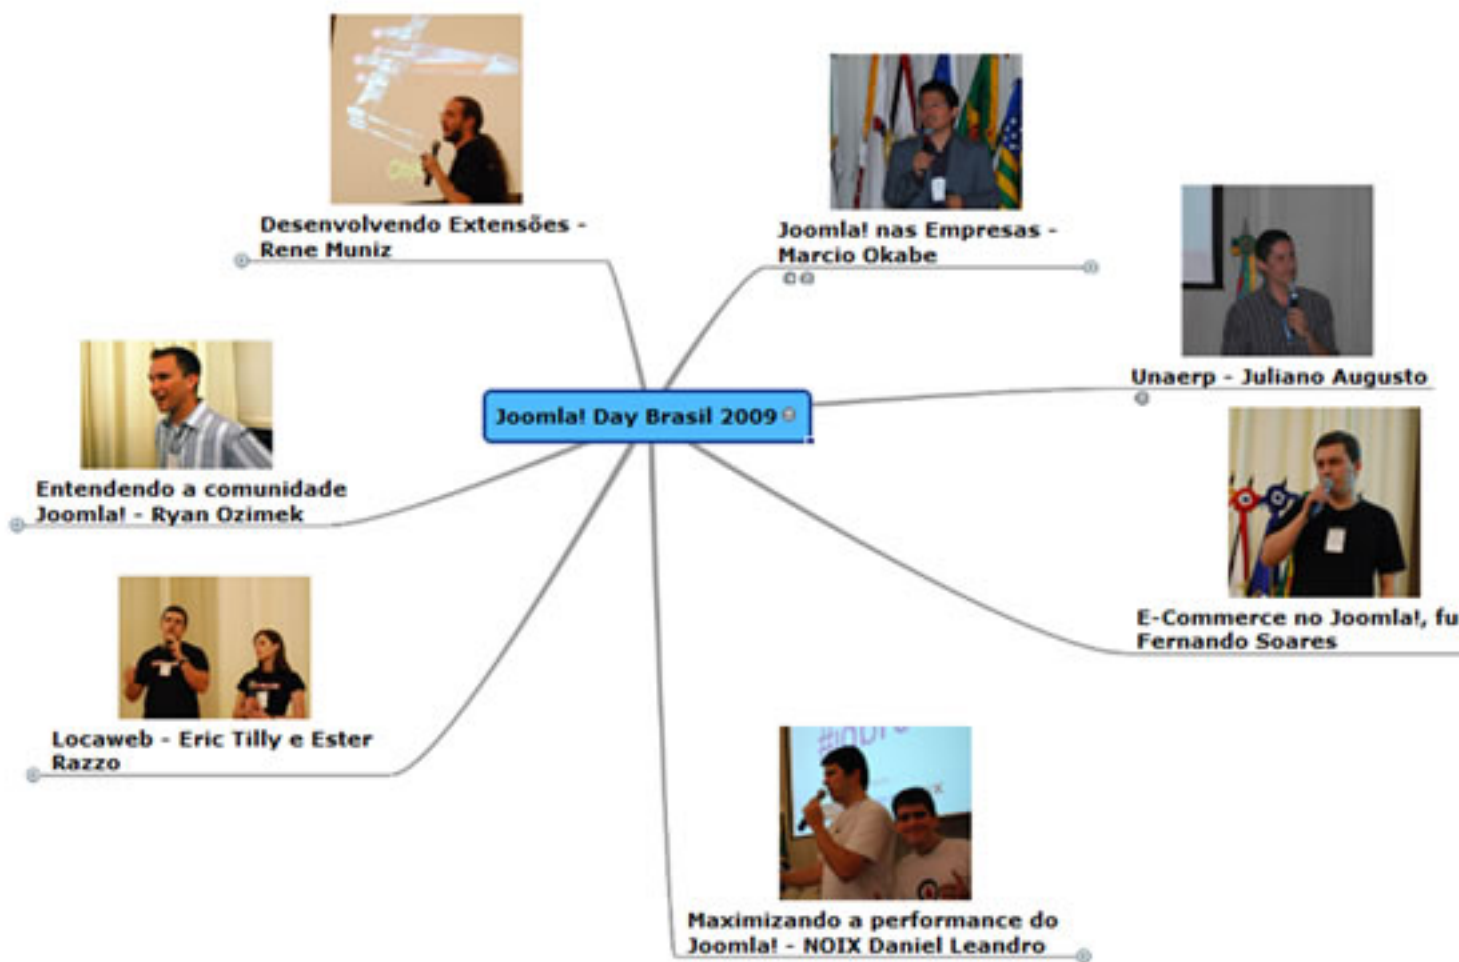 Desenvolvendo Extensões -
Rene Muniz
Joomla! nas Empresas -
Marcio Okabe
Unaerp - Juliano Augusto
Joomla! Day Brasil 2009
Entendendo a comunidade
Joomla! - Ryan Ozimek
E-Commerce no Joomla!, fu
Fernando Soares
Locaweb - Eric Tilly e Ester
Razzo
Maximizando a performance do
Joomla! - NOIX Daniel Leandro